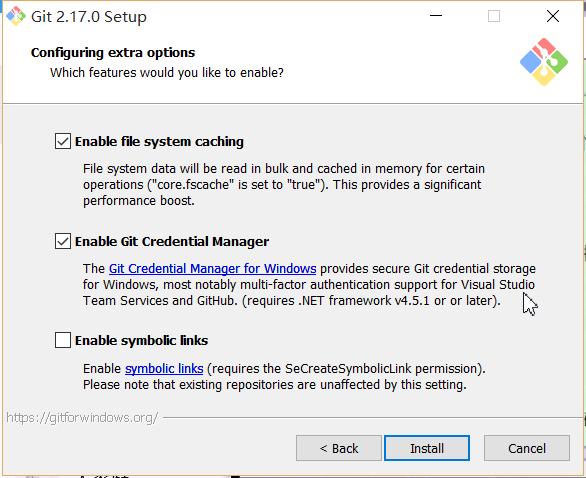 Git 2.17.0 Setup
Configuring extra options
Which features would you like to enable?
Enable file system caching
File system data will be read in bulk and cached in memory for certain
operations ("core.fscache" is set to "true"). This provides a significant
performance boost.
Enable Git Credential Manager
The Git Credential Manager for Windows provides secure Git credential storage
for Windows, most notably multi-factor authentication support for Visual Studio
Team Services and GitHub. (requires .NET framework v4.5.1 or or later).
Enable symbolic links
Enable symbolic links (requires the SeCreateSymbolicLink permission).
Please note that existing repositories are unaffected by this setting.
https://gitforwindows.org/
< Back
Install
Cancel